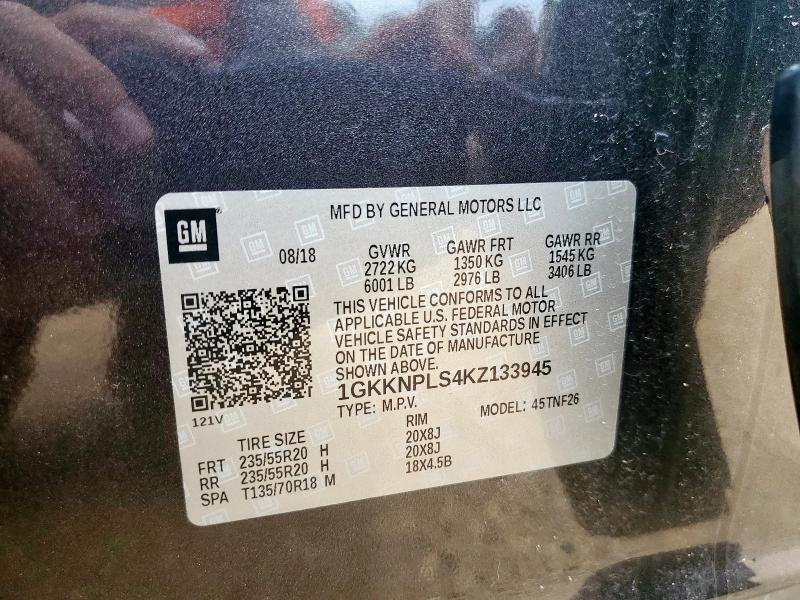 GM
MFD BY GENERAL MOTORS LLC
08/18 GVWR GAWR FRT GAWR RR
2722 KG 1350 KG 1545 KG
6001 LB 2976 LB 3406 LB
THIS VEHICLE CONFORMS TO ALL
APPLICABLE U.S. FEDERAL MOTOR
VEHICLE SAFETY STANDARDS IN EFFECT
ON THE DATE OF MANUFACTURE
SHOWN ABOVE.
1GKKNPLS4KZ133945
121V
TYPE: M.P.V. MODEL: 45TNF26
TIRE SIZE RIM
FRT 235/55R20 H 20X8J
RR 235/55R20 H 20X8J
SPA T135/70R18 M 18X4.5B